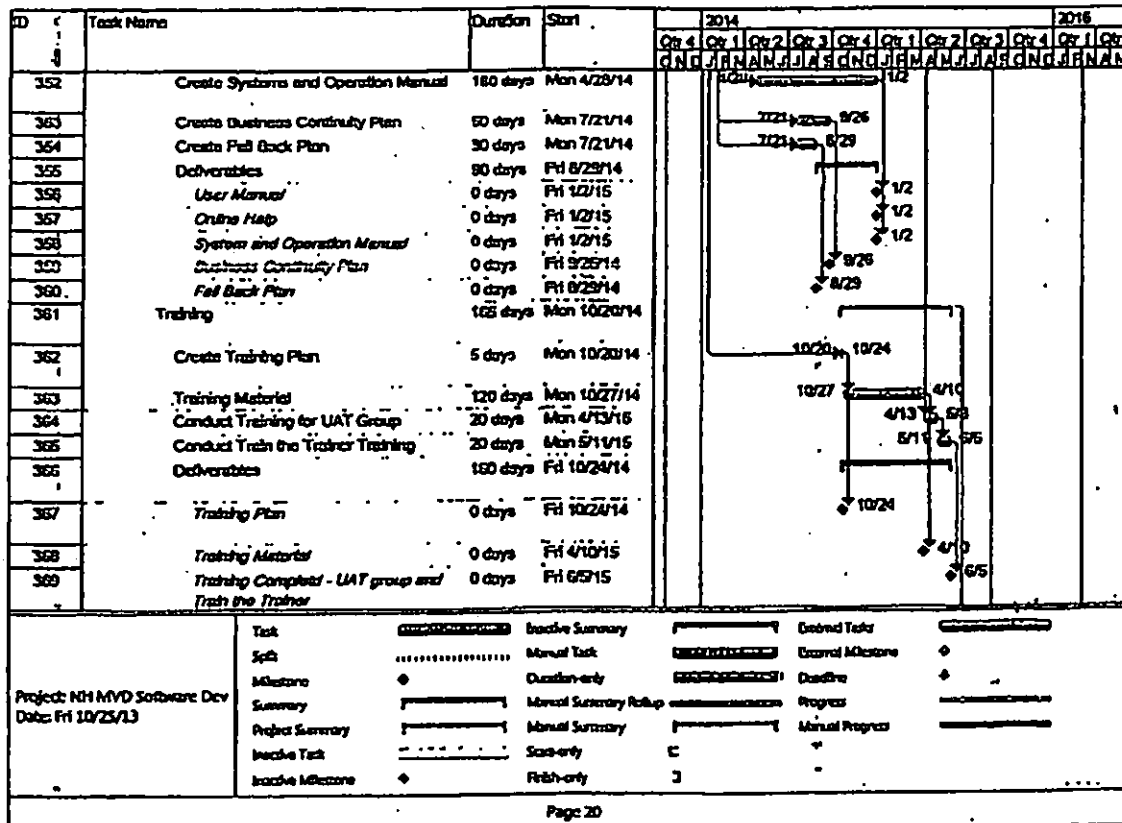 ID Task Name Duration Start 2014 2016
Qtr 4 Qtr 1 Qtr 2 Qtr 3 Qtr 4 Qtr 1 Qtr 2 Qtr 3 Qtr 4 Qtr 1 Qtr
O N D J F M A M J J A S O N D J F M A M J J A S O N D J F M A M
352 Create Systems and Operation Manual 180 days Mon 4/28/14 1/2
353 Create Business Continuity Plan 50 days Mon 7/21/14 7/21 9/26
354 Create Fall Back Plan 30 days Mon 7/21/14 7/21 8/29
355 Deliverables 90 days Fri 8/29/14
356 User Manual 0 days Fri 1/2/15 1/2
357 Online Help 0 days Fri 1/2/15 1/2
358 System and Operation Manual 0 days Fri 1/2/15 1/2
359 Business Continuity Plan 0 days Fri 9/26/14 9/26
360 Fall Back Plan 0 days Fri 8/29/14 8/29
361 Training 165 days Mon 10/20/14
362 Create Training Plan 5 days Mon 10/20/14 10/20 10/24
363 Training Material 120 days Mon 10/27/14 10/27 4/10
364 Conduct Training for UAT Group 20 days Mon 4/13/15 4/13 5/8
365 Conduct Train the Trainer Training 20 days Mon 5/11/15 5/11 6/5
366 Deliverables 160 days Fri 10/24/14
367 Training Plan 0 days Fri 10/24/14 10/24
368 Training Material 0 days Fri 4/10/15 4/10
369 Training Completd - UAT group and 0 days Fri 6/5/15 6/5
Train the Trainer
Task Inactive Summary External Tasks
Split Manual Task External Milestone
Milestone Duration-only Deadline
Project: NH MVD Software Dev Summary Manual Summary Rollup Progress
Date: Fri 10/25/13 Project Summary Manual Summary Manual Progress
Inactive Task Start-only
Inactive Milestone Finish-only
Page 20